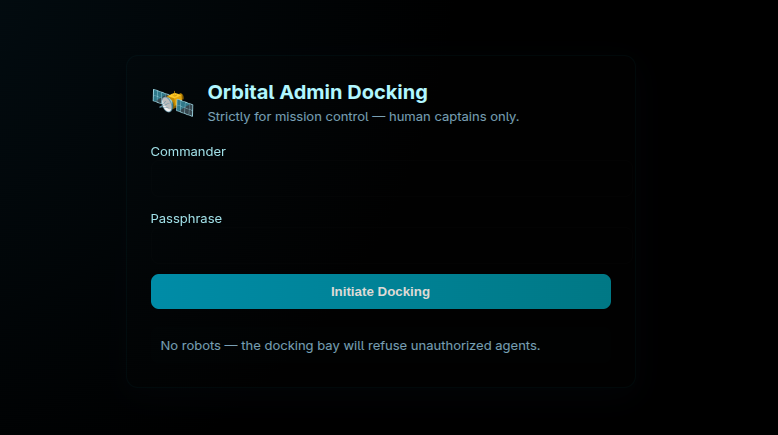 Orbital Admin Docking
Strictly for mission control — human captains only.
Commander
Passphrase
Initiate Docking
No robots — the docking bay will refuse unauthorized agents.